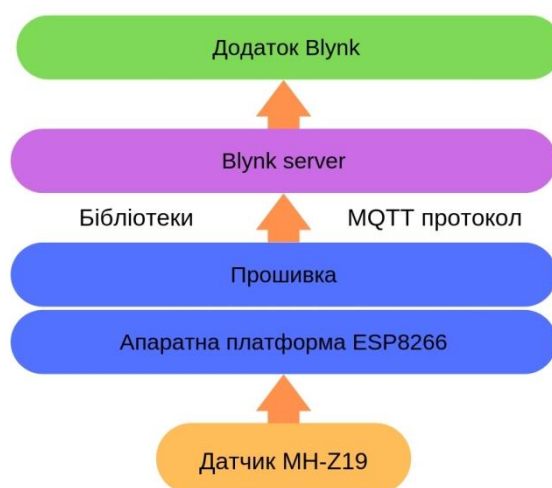 Додаток Blynk
Blynk server
Бібліотеки MQTT протокол
Прошивка
Апаратна платформа ESP8266
Датчик MH-Z19